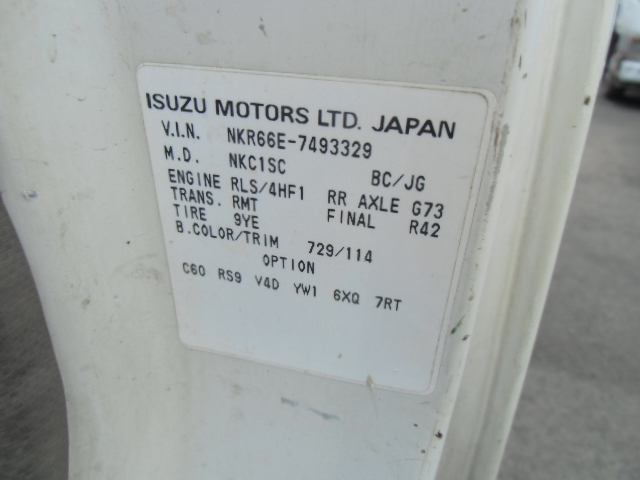 ISUZU MOTORS LTD. JAPAN
V.I.N. NKR66E-7493329
M.D. NKC1SC BC/JG
ENGINE RLS/4HF1 RR AXLE G73
TRANS. RMT FINAL R42
TIRE 9YE
B.COLOR/TRIM 729/114
OPTION
C60 RS9 V4D YW1 6XQ 7RT